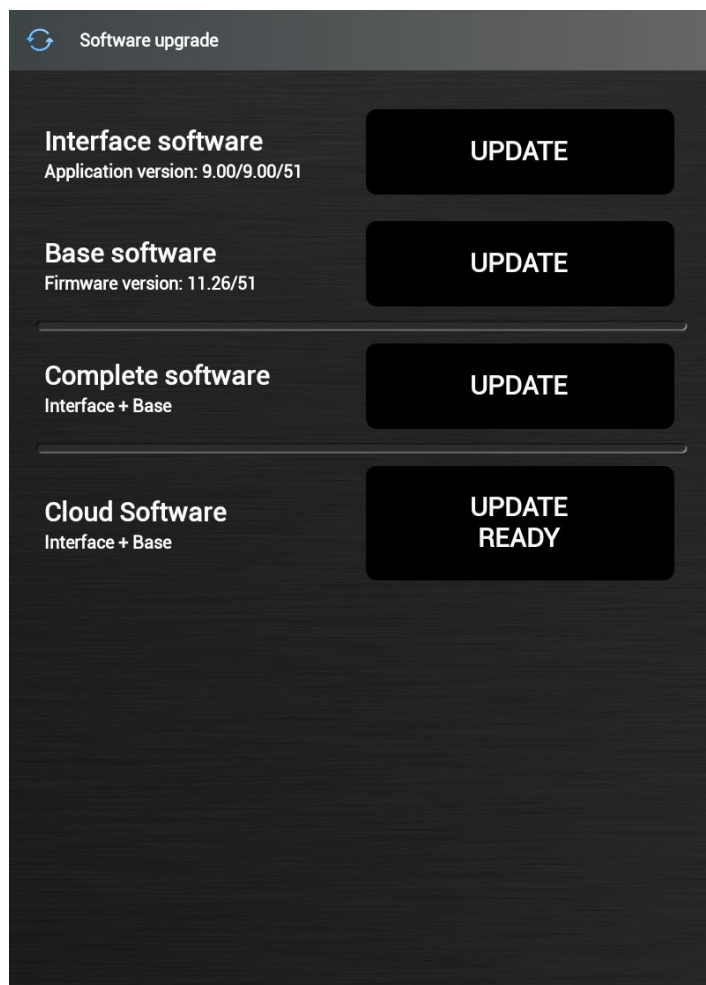 Software upgrade
Interface software
Application version: 9.00/9.00/51
UPDATE
Base software
Firmware version: 11.26/51
UPDATE
Complete software
Interface + Base
UPDATE
Cloud Software
Interface + Base
UPDATE
READY